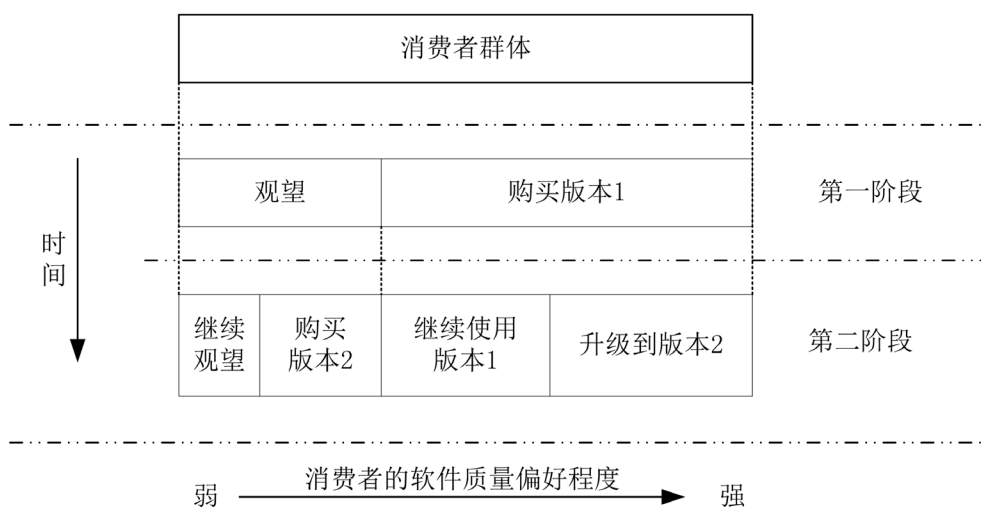 消费者群体
观望
购买版本1
第一阶段
时
间
继续
观望
购买
版本2
继续使用
版本1
升级到版本2
第二阶段
消费者的软件质量偏好程度
弱
强